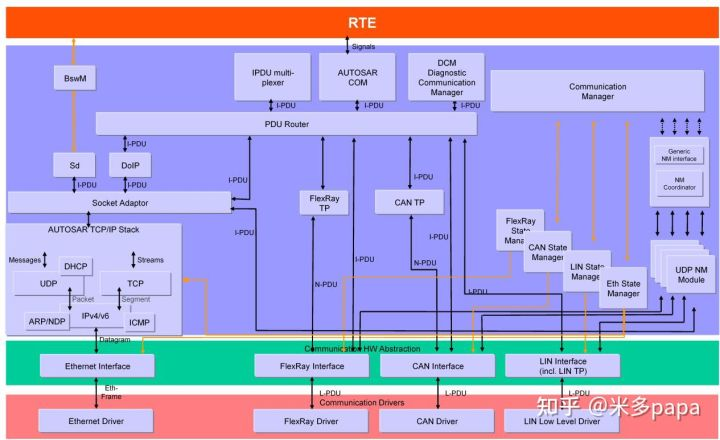 RTE
Signals
BswM
IPDU multi-
plexer
AUTOSAR
COM
DCM
Diagnostic
Communication
Manager
Communication
Manager
I-PDU
I-PDU
I-PDU
PDU Router
I-PDU
I-PDU
I-PDU
I-PDU
I-PDU
Generic
NM interface
NM
Coordinator
Sd
DoIP
I-PDU
I-PDU
Socket Adaptor
FlexRay
TP
CAN TP
I-PDU
I-PDU
I-PDU
AUTOSAR TCP/IP Stack
FlexRay
State
Manager
CAN State
Manager
LIN State
Manager
Eth State
Manager
UDP NM
Module
Messages
Streams
DHCP
UDP
TCP
Packet
Segment
N-PDU
N-PDU
I-PDU
IPv4/v6
ARP/NDP
ICMP
Datagram
Communication HW Abstraction
Ethernet Interface
FlexRay Interface
CAN Interface
LIN Interface
(incl. LIN TP)
Eth-
Frame
L-PDU
L-PDU
L-PDU
Communication Drivers
Ethernet Driver
FlexRay Driver
CAN Driver
LIN Low Level Driver
知乎 @米多papa